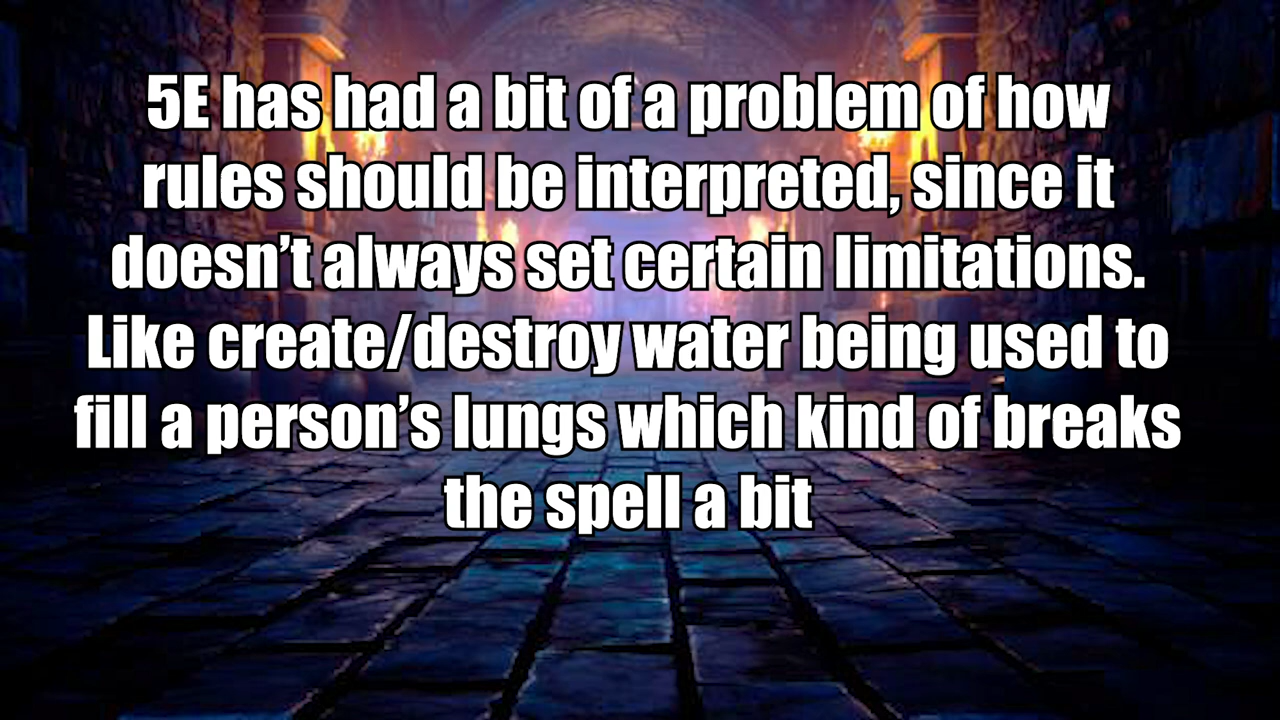 5E has had a bit of a problem of how
rules should be interpreted, since it
doesn’t always set certain limitations.
Like create/destroy water being used to
fill a person’s lungs which kind of breaks
the spell a bit